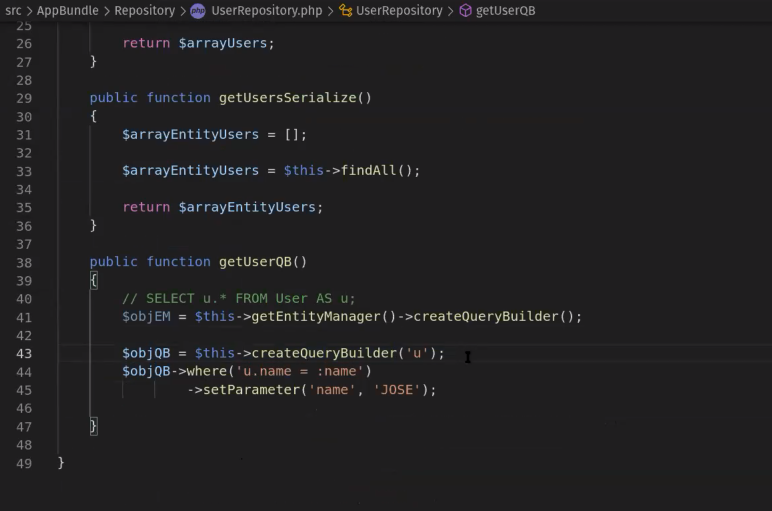 src > AppBundle > Repository > php UserRepository.php > UserRepository > getUserQB
25
26 return $arrayUsers;
27 }
28
29 public function getUsersSerialize()
30 {
31 $arrayEntityUsers = [];
32
33 $arrayEntityUsers = $this->findAll();
34
35 return $arrayEntityUsers;
36 }
37
38 public function getUserQB()
39 {
40 // SELECT u.* FROM User AS u;
41 $objEM = $this->getEntityManager()->createQueryBuilder();
42
43 $objQB = $this->createQueryBuilder('u');
44 $objQB->where('u.name = :name')
45 ->setParameter('name', 'JOSE');
46
47 }
48
49 }